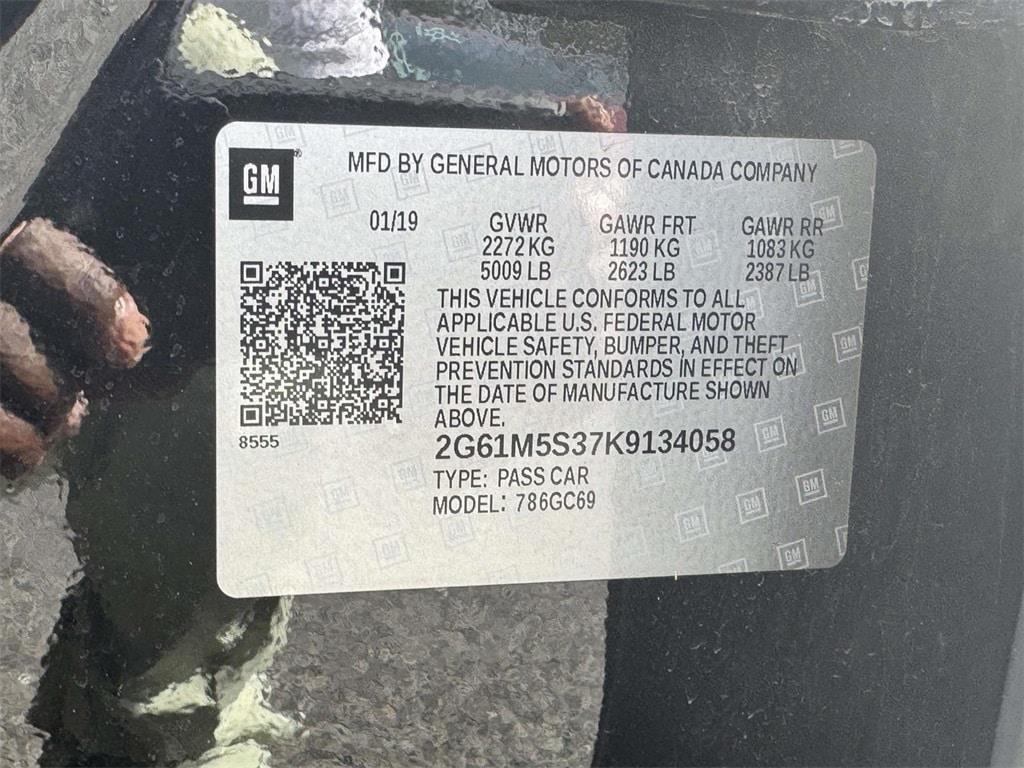 GM
MFD BY GENERAL MOTORS OF CANADA COMPANY
01/19 GVWR GAWR FRT GAWR RR
2272 KG 1190 KG 1083 KG
5009 LB 2623 LB 2387 LB
THIS VEHICLE CONFORMS TO ALL
APPLICABLE U.S. FEDERAL MOTOR
VEHICLE SAFETY, BUMPER, AND THEFT
PREVENTION STANDARDS IN EFFECT ON
THE DATE OF MANUFACTURE SHOWN
ABOVE.
8555
2G61M5S37K9134058
TYPE: PASS CAR
MODEL: 786GC69